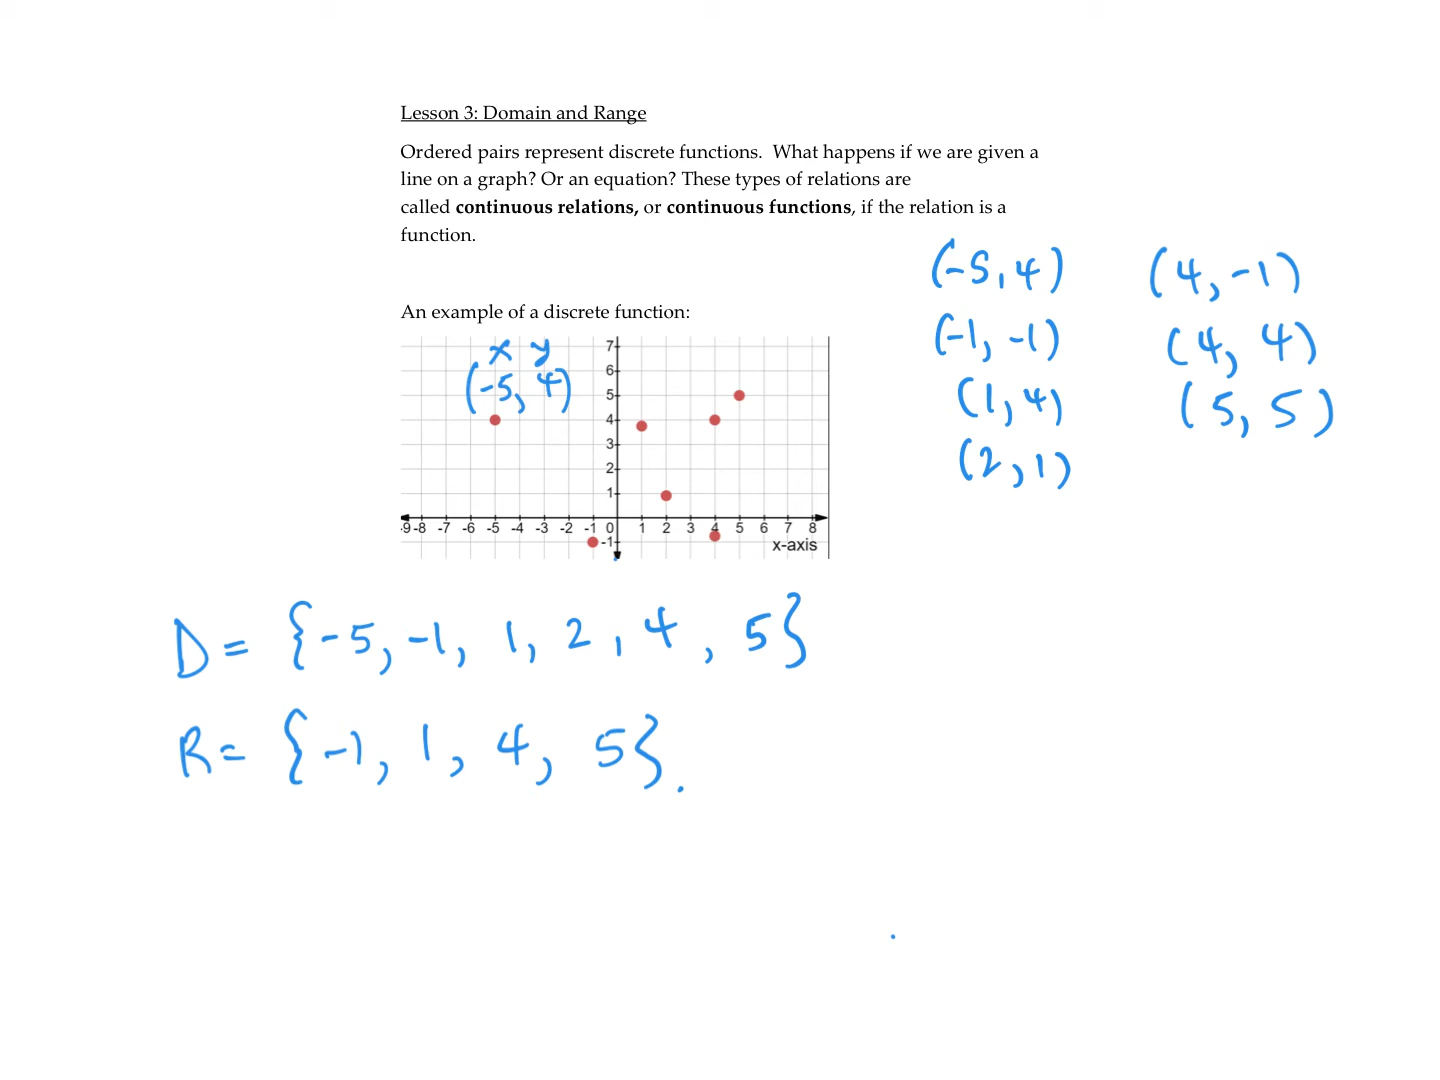 Lesson 3: Domain and Range
Ordered pairs represent discrete functions.  What happens if we are given a
line on a graph? Or an equation? These types of relations are
called continuous relations, or continuous functions, if the relation is a
function.
(-5, 4)
(4, -1)
(-1, -1)
(4, 4)
(1, 4)
(5, 5)
(2, 1)
An example of a discrete function:
x y
(-5, 4)
7
6
5
4
3
2
1
-9 -8 -7 -6 -5 -4 -3 -2 -1 0 1 2 3 4 5 6 7 8
-1
x-axis
D = {-5, -1, 1, 2, 4, 5}
R = {-1, 1, 4, 5}.